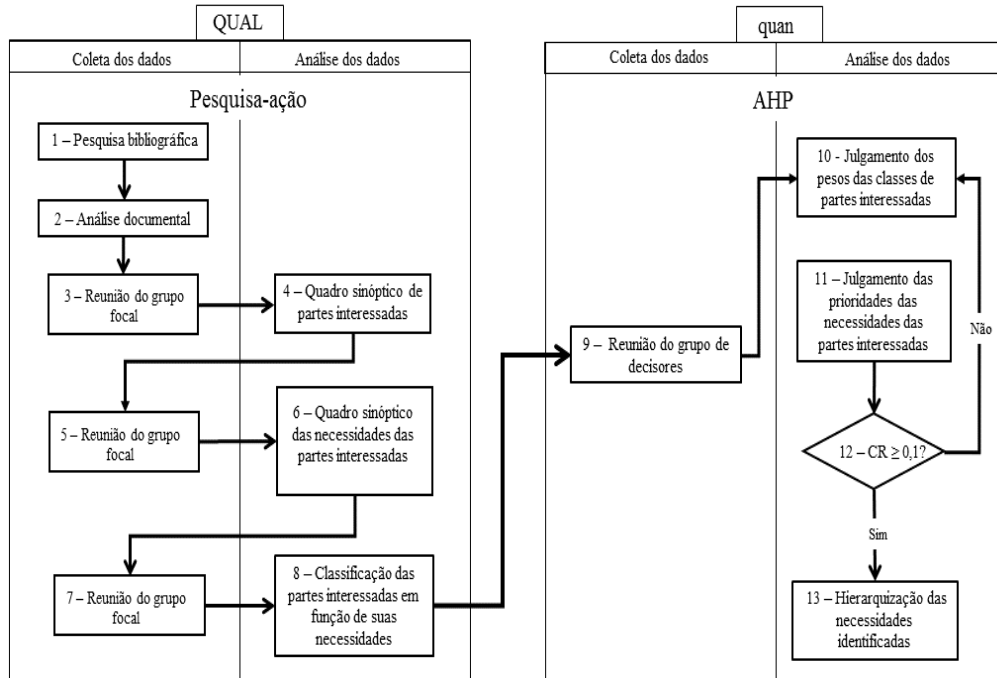 QUAL
Coleta dos dados
Análise dos dados
Pesquisa-ação
1 – Pesquisa bibliográfica
2 – Análise documental
3 – Reunião do grupo
focal
4 – Quadro sinóptico de
partes interessadas
5 – Reunião do grupo
focal
6 – Quadro sinóptico
das necessidades das
partes interessadas
7 – Reunião do grupo
focal
8 – Classificação das
partes interessadas em
função de suas
necessidades
quan
Coleta dos dados
Análise dos dados
AHP
9 – Reunião do grupo de
decisores
10 - Julgamento dos
pesos das classes de
partes interessadas
11 – Julgamento das
prioridades das
necessidades das
partes interessadas
Não
12 – CR ≥ 0,1?
Sim
13 – Hierarquização das
necessidades
identificadas